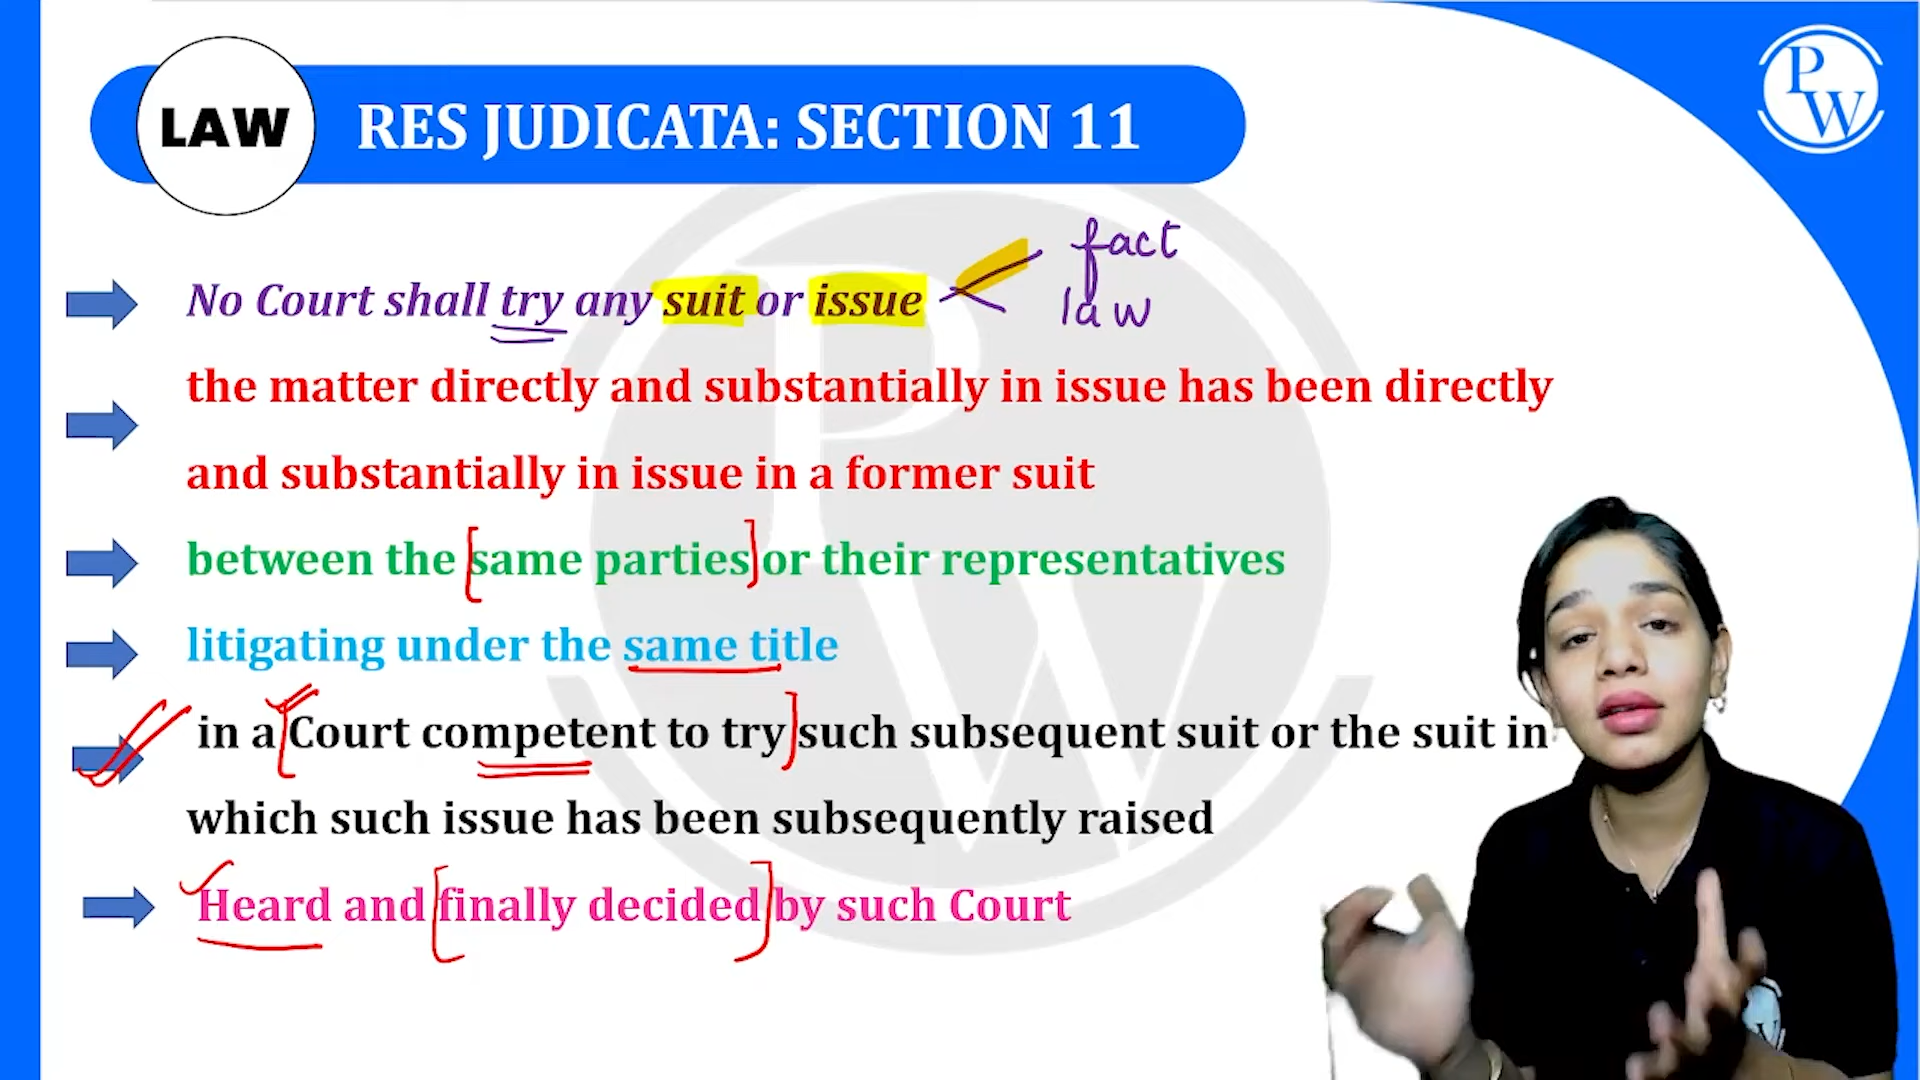 LAW
RES JUDICATA: SECTION 11
PW
No Court shall try any suit or issue
fact
law
the matter directly and substantially in issue has been directly
and substantially in issue in a former suit
between the [same parties] or their representatives
litigating under the same title
in a [Court competent to try] such subsequent suit or the suit in
which such issue has been subsequently raised
Heard and [finally decided] by such Court
PW